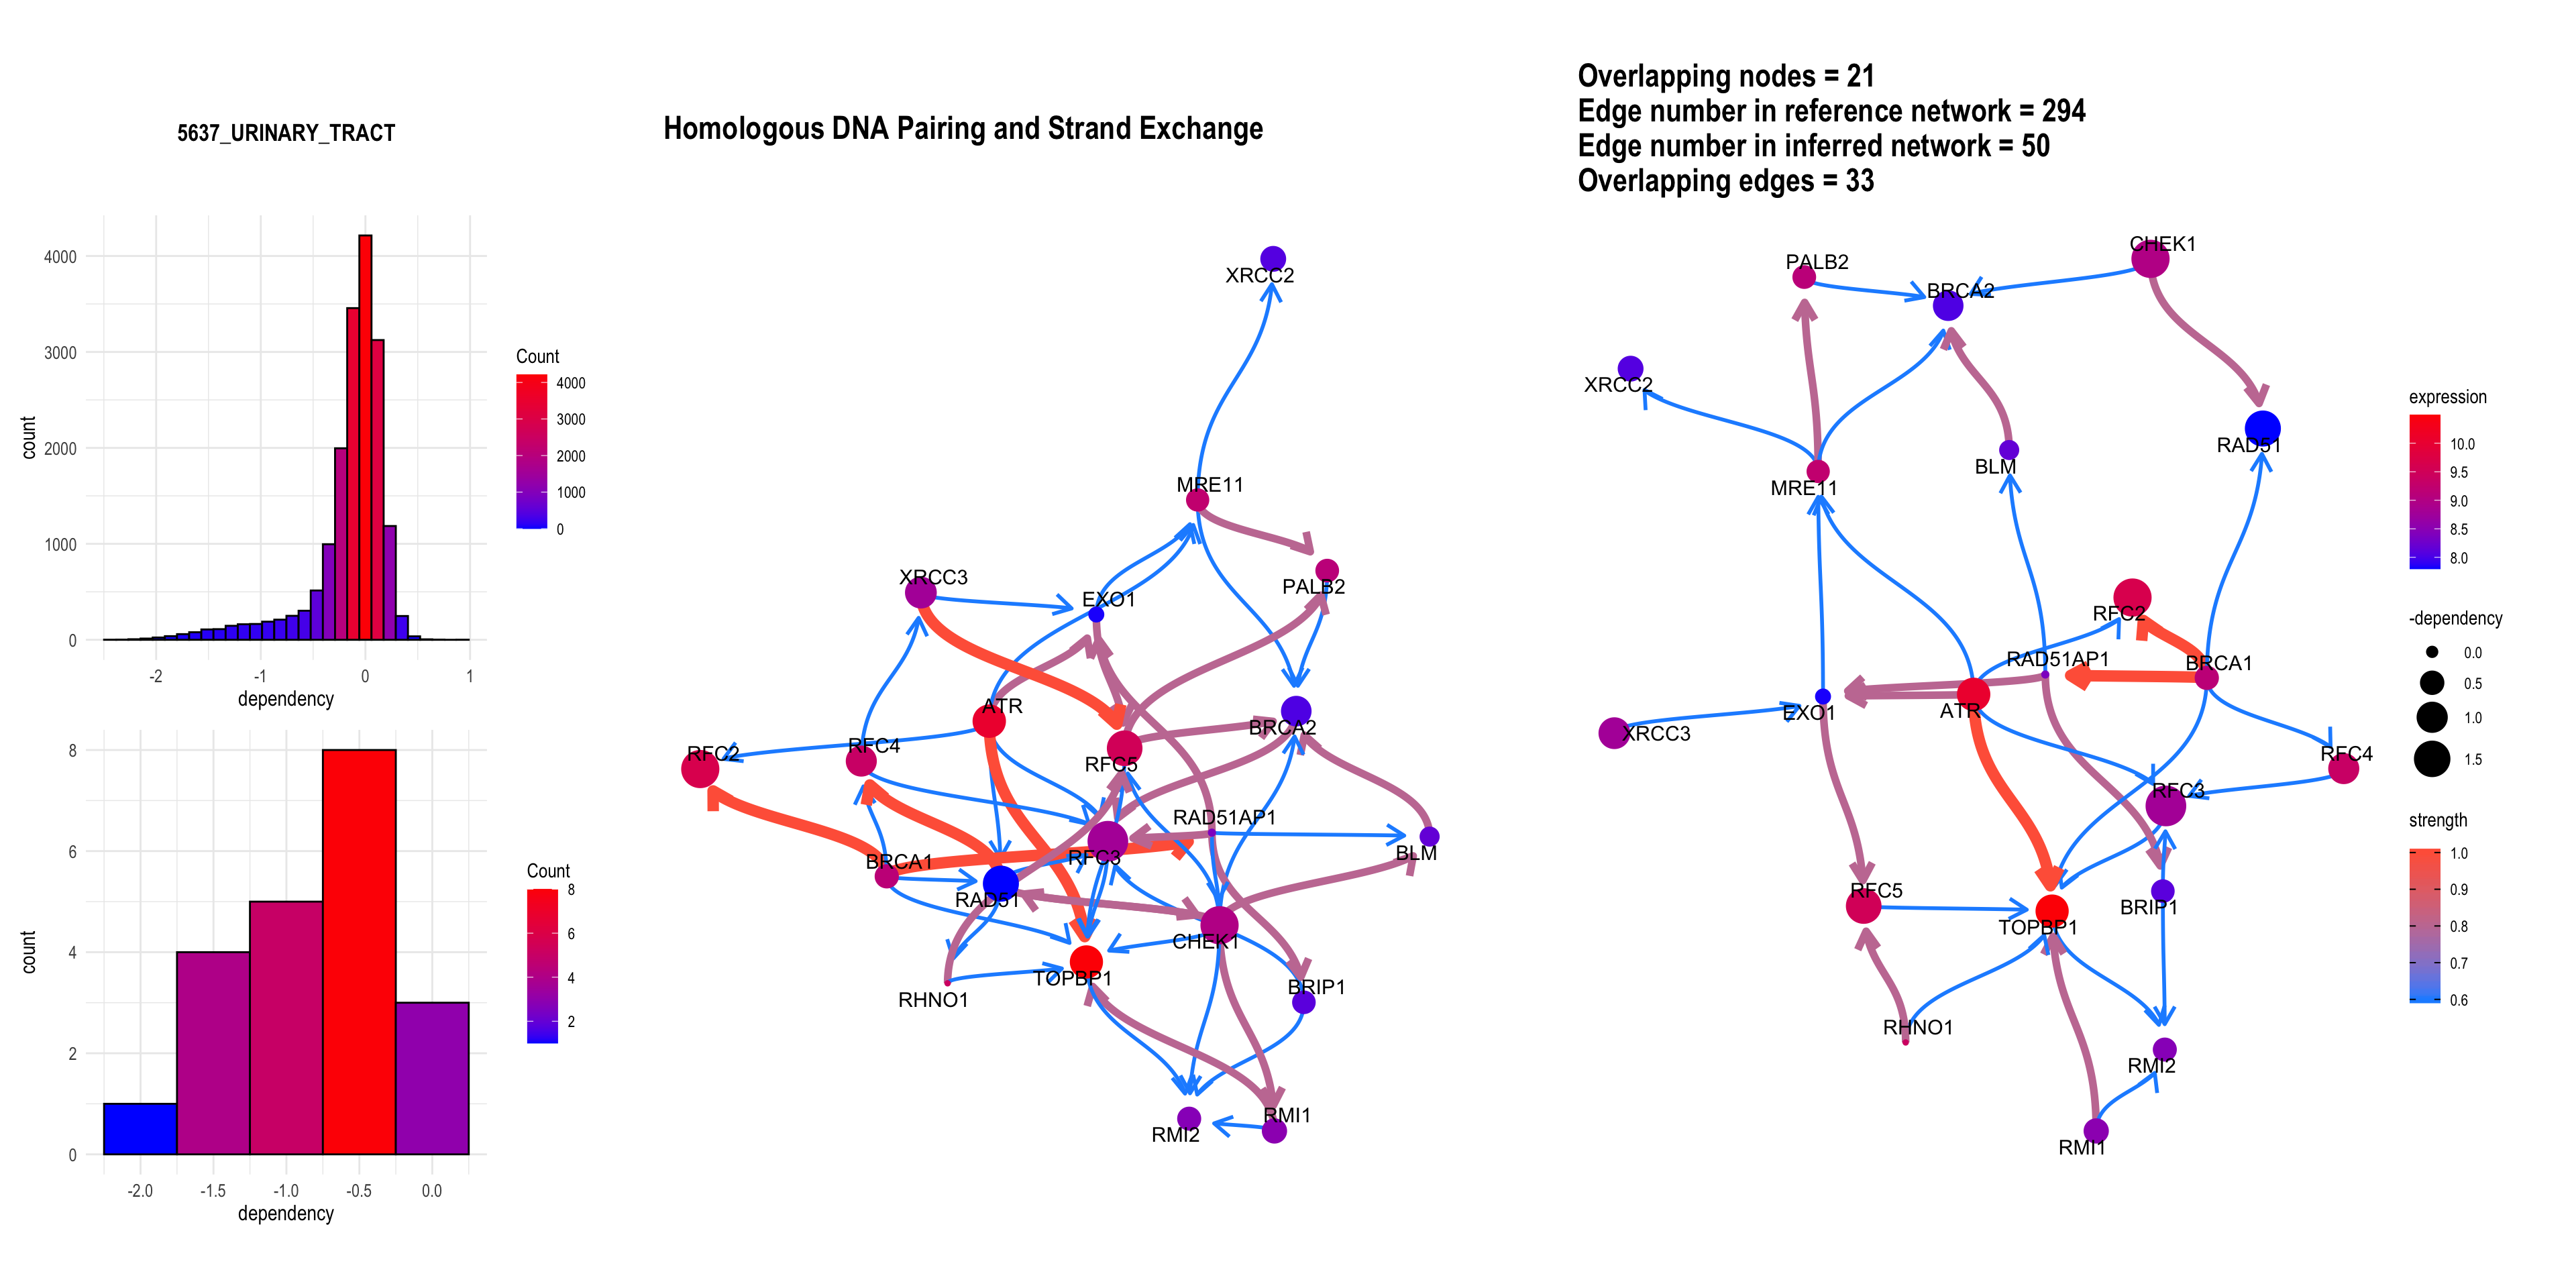 5637_URINARY_TRACT
4000
3000
2000
1000
0
count
-2
-1
0
1
dependency
Count
4000
3000
2000
1000
0
8
6
4
2
0
count
-2.0
-1.5
-1.0
-0.5
0.0
dependency
Count
8
6
4
2
Homologous DNA Pairing and Strand Exchange
XRCC2
MRE11
XRCC3
EXO1
PALB2
ATR
BRCA2
RFC2
RFC4
RFC5
RAD51AP1
BLM
BRCA1
RFC3
RAD51
CHEK1
TOPBP1
RHNO1
BRIP1
RMI1
RMI2
Overlapping nodes = 21
Edge number in reference network = 294
Edge number in inferred network = 50
Overlapping edges = 33
CHEK1
PALB2
BRCA2
XRCC2
RAD51
BLM
MRE11
RFC2
RAD51AP1
BRCA1
EXO1
ATR
XRCC3
RFC4
RFC3
RFC5
BRIP1
TOPBP1
RHNO1
RMI2
RMI1
expression
10.0
9.5
9.0
8.5
8.0
-dependency
0.0
0.5
1.0
1.5
strength
1.0
0.9
0.8
0.7
0.6